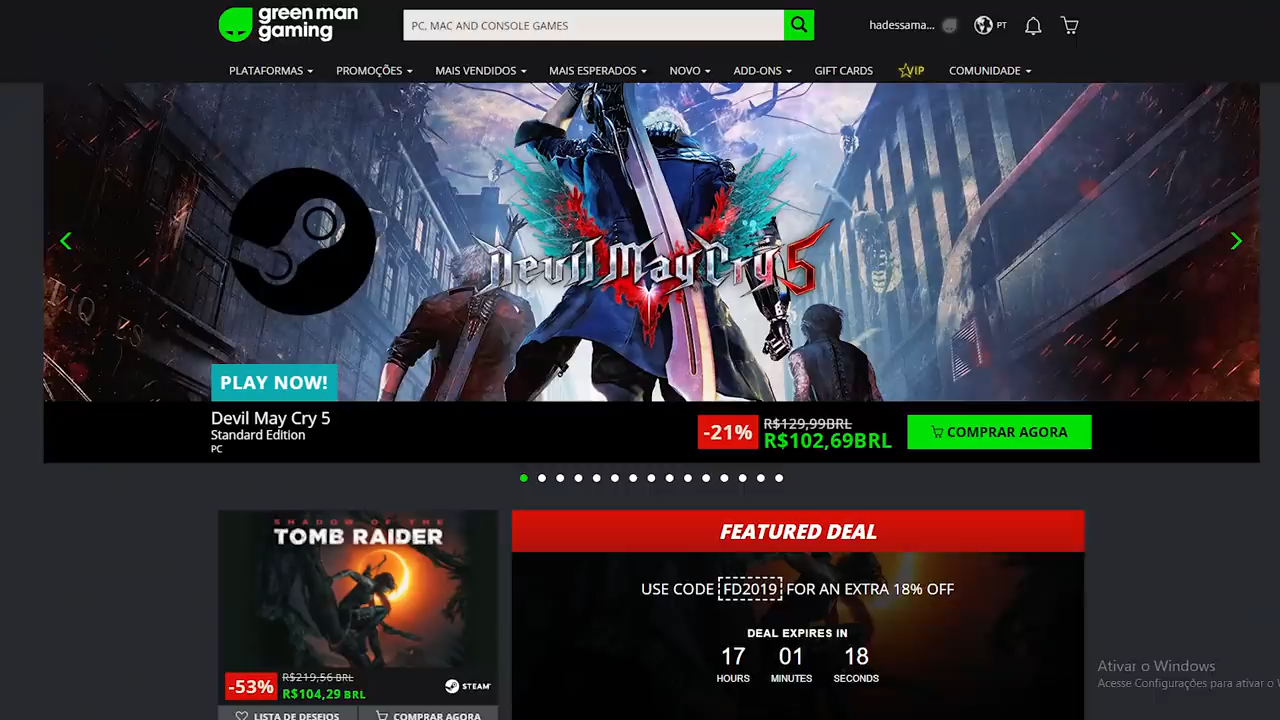 green man
gaming
PC, MAC AND CONSOLE GAMES
hadessama...
PT
PLATAFORMAS
PROMOÇÕES
MAIS VENDIDOS
MAIS ESPERADOS
NOVO
ADD-ONS
GIFT CARDS
VIP
COMUNIDADE
Devil May Cry 5
PLAY NOW!
Devil May Cry 5
Standard Edition
PC
-21%
R$129,99BRL
R$102,69BRL
COMPRAR AGORA
SHADOW OF THE
TOMB RAIDER
-53%
R$219,56 BRL
R$104,29 BRL
STEAM
LISTA DE DESEJOS
COMPRAR AGORA
FEATURED DEAL
USE CODE FD2019 FOR AN EXTRA 18% OFF
DEAL EXPIRES IN
17 01 18
HOURS MINUTES SECONDS
Ativar o Windows
Acesse Configurações para ativar o